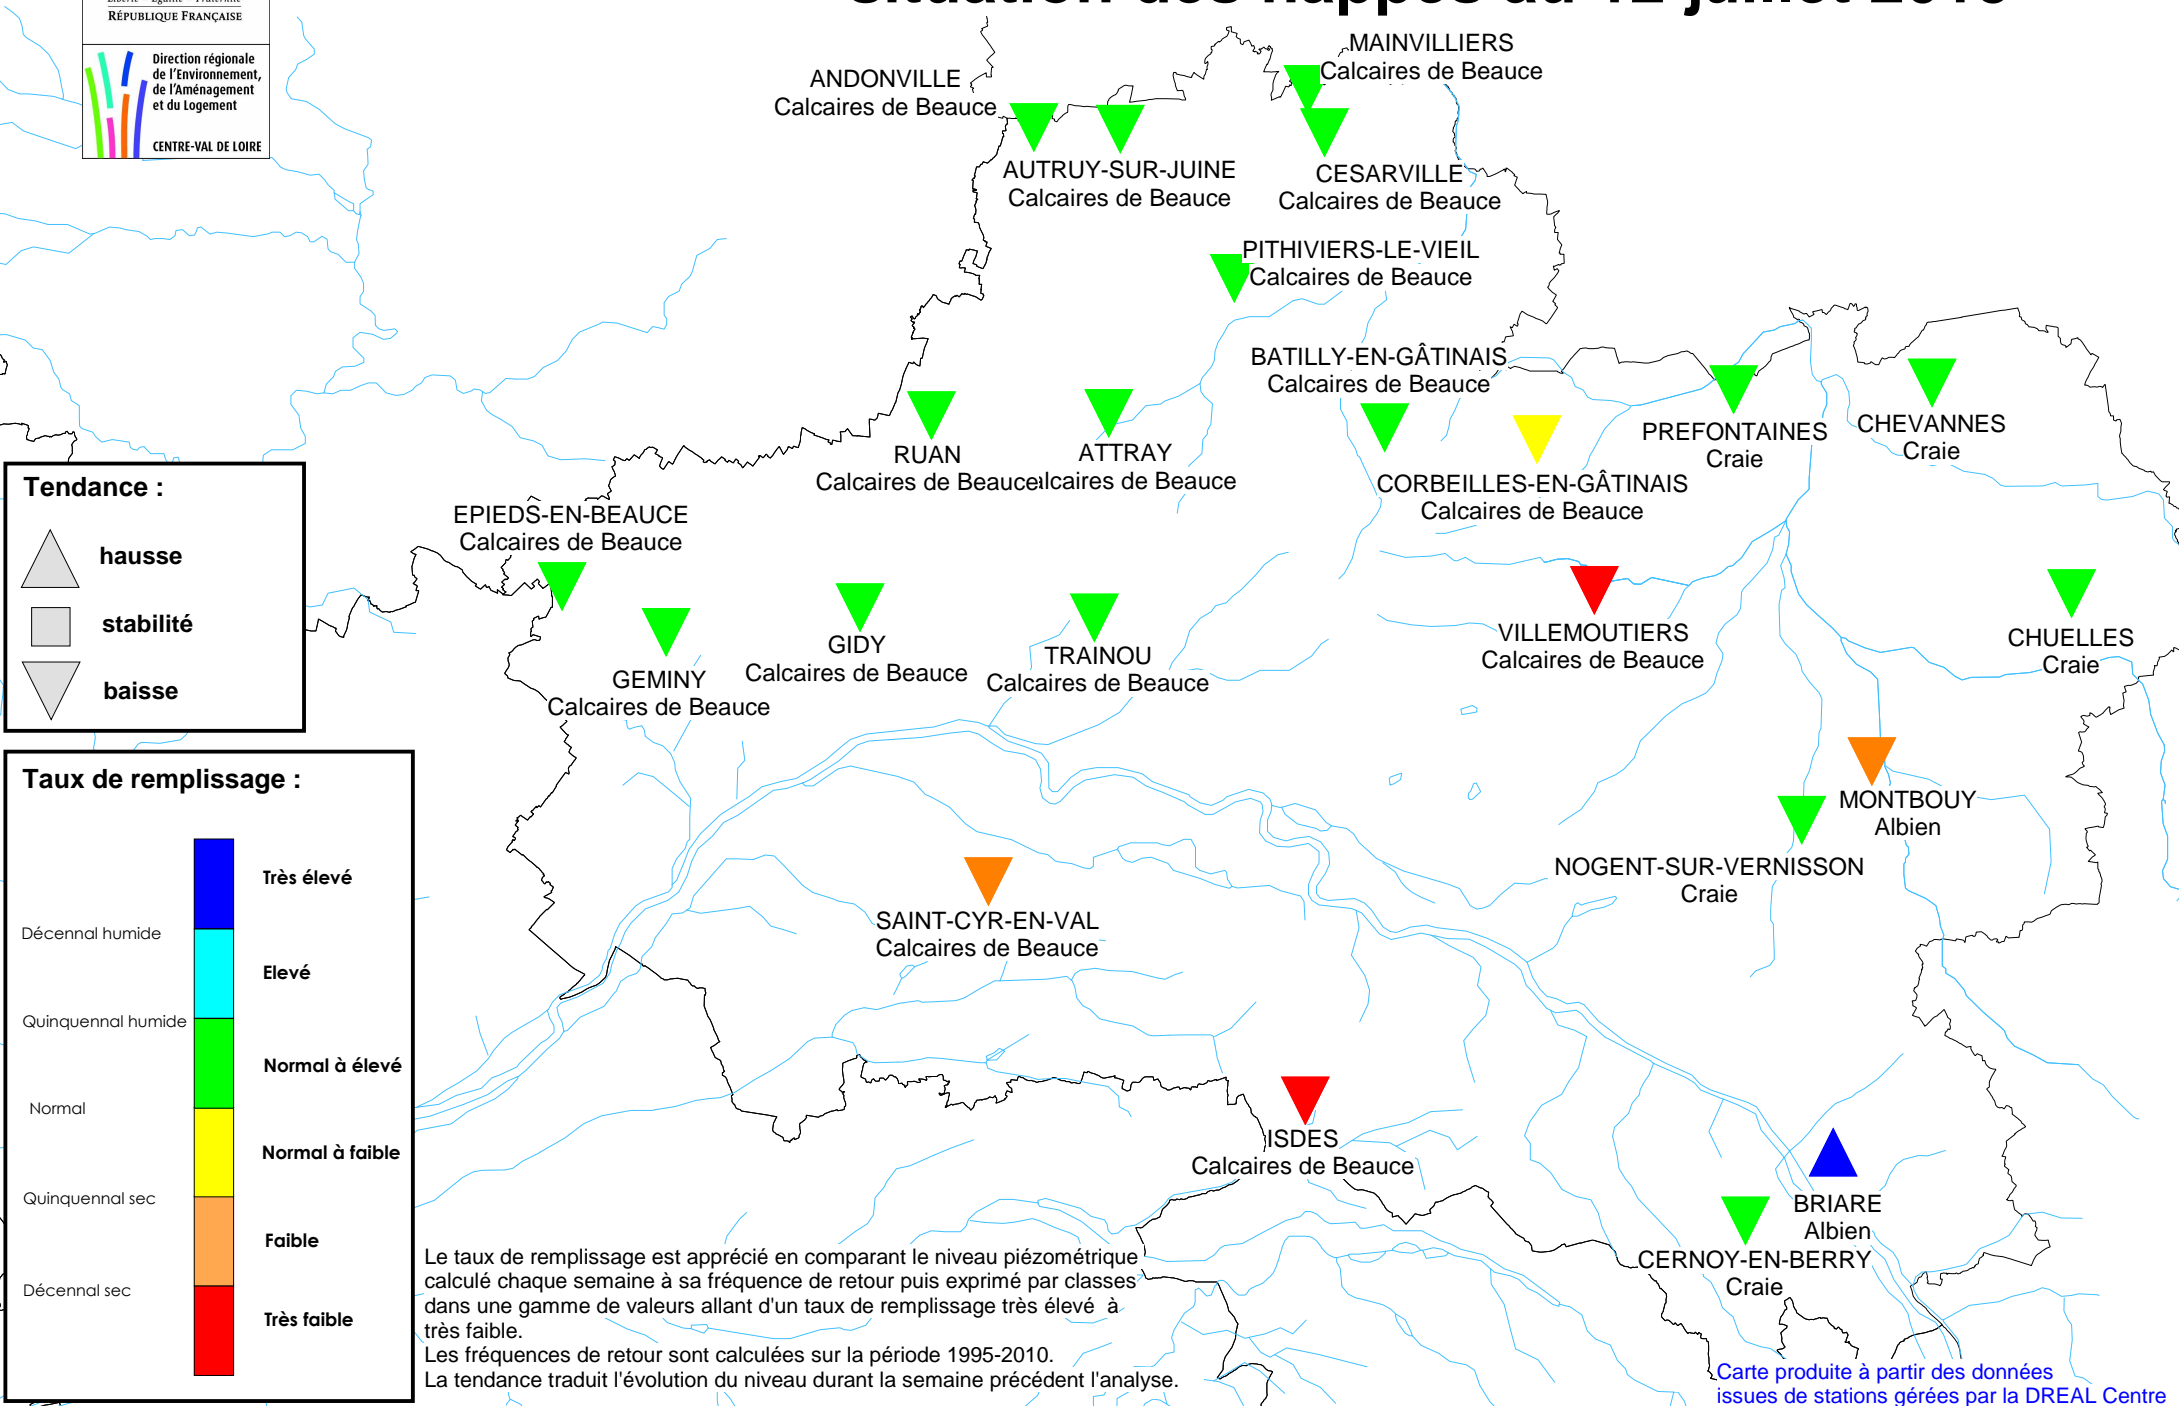 RÉPUBLIQUE FRANÇAISE
Direction régionale
de l'Environnement,
de l'Aménagement
et du Logement
CENTRE-VAL DE LOIRE
MAINVILLIERS
Calcaires de Beauce
ANDONVILLE
Calcaires de Beauce
AUTRUY-SUR-JUINE
Calcaires de Beauce
CESARVILLE
Calcaires de Beauce
PITHIVIERS-LE-VIEIL
Calcaires de Beauce
BATILLY-EN-GÂTINAIS
Calcaires de Beauce
PREFONTAINES
Craie
CHEVANNES
Craie
RUAN
Calcaires de Beauce
ATTRAY
lcaires de Beauce
CORBEILLES-EN-GÂTINAIS
Calcaires de Beauce
EPIEDS-EN-BEAUCE
Calcaires de Beauce
GEMINY
Calcaires de Beauce
GIDY
Calcaires de Beauce
TRAINOU
Calcaires de Beauce
VILLEMOUTIERS
Calcaires de Beauce
CHUELLES
Craie
MONTBOUY
Albien
NOGENT-SUR-VERNISSON
Craie
SAINT-CYR-EN-VAL
Calcaires de Beauce
ISDES
Calcaires de Beauce
BRIARE
Albien
CERNOY-EN-BERRY
Craie
Tendance :
hausse
stabilité
baisse
Taux de remplissage :
Très élevé
Décennal humide
Elevé
Quinquennal humide
Normal à élevé
Normal
Normal à faible
Quinquennal sec
Faible
Décennal sec
Très faible
Le taux de remplissage est apprécié en comparant le niveau piézométrique
calculé chaque semaine à sa fréquence de retour puis exprimé par classes
dans une gamme de valeurs allant d'un taux de remplissage très élevé à
très faible.
Les fréquences de retour sont calculées sur la période 1995-2010.
La tendance traduit l'évolution du niveau durant la semaine précédent l'analyse.
Carte produite à partir des données
issues de stations gérées par la DREAL Centre